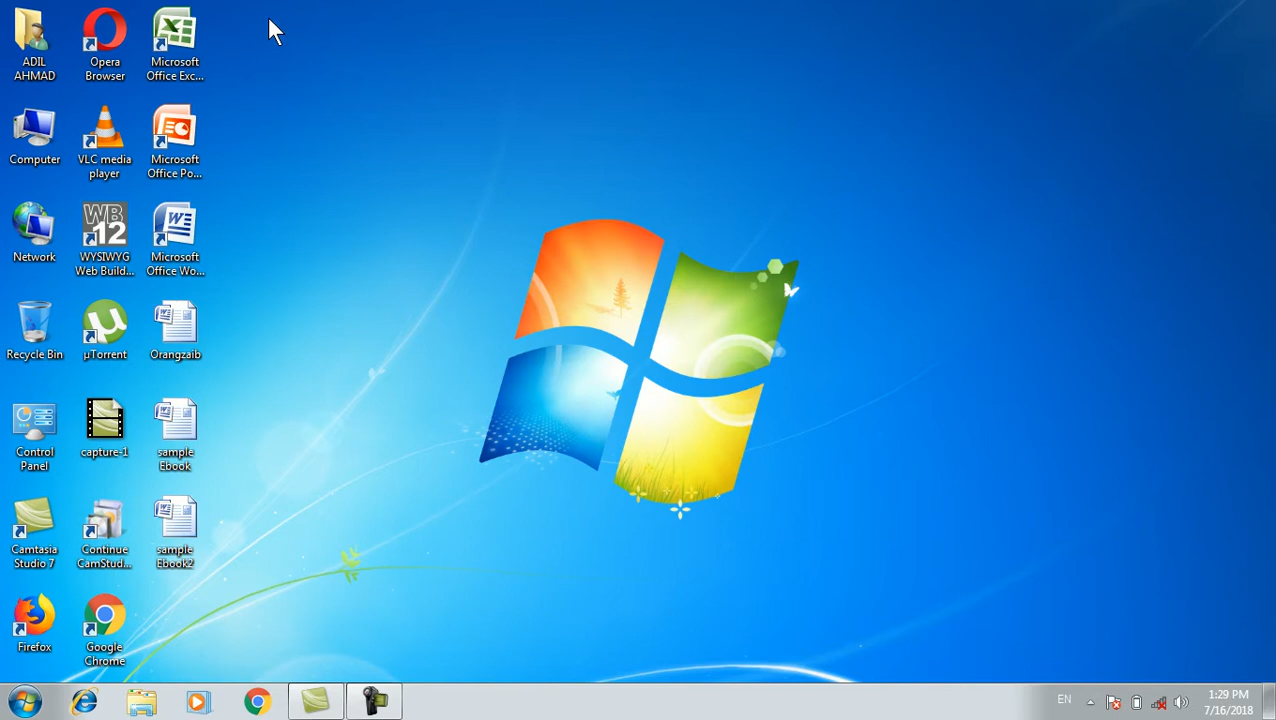 ADIL
AHMAD
Opera
Browser
Microsoft
Office Exc...
Computer
VLC media
player
Microsoft
Office Po...
Network
WB
12
WYSIWYG
Web Build...
Microsoft
Office Wo...
Recycle Bin
µTorrent
Orangzaib
Control
Panel
capture-1
sample
Ebook
Camtasia
Studio 7
Continue
CamStud...
sample
Ebook2
Firefox
Google
Chrome
EN
1:29 PM
7/16/2018